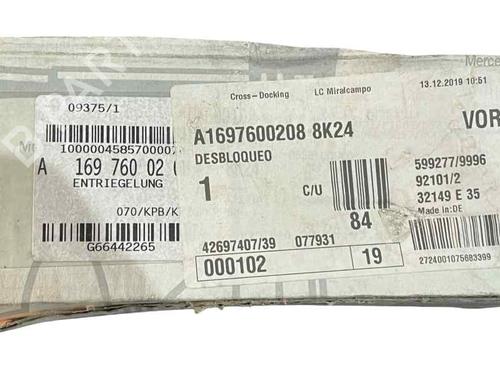 09375/1
A 169 760 02
ENTRIEGELUNG
070/KPB/K
G66442265
Cross-Docking LC Miralcampo
13.12.2019 10:51
A1697600208 8K24
VOR
DESBLOQUEO
1 C/U
84
599277/9996
92101/2
32149 E 35
Made in:DE
42697407/39 077931
000102 19
2724001075683399
Merce